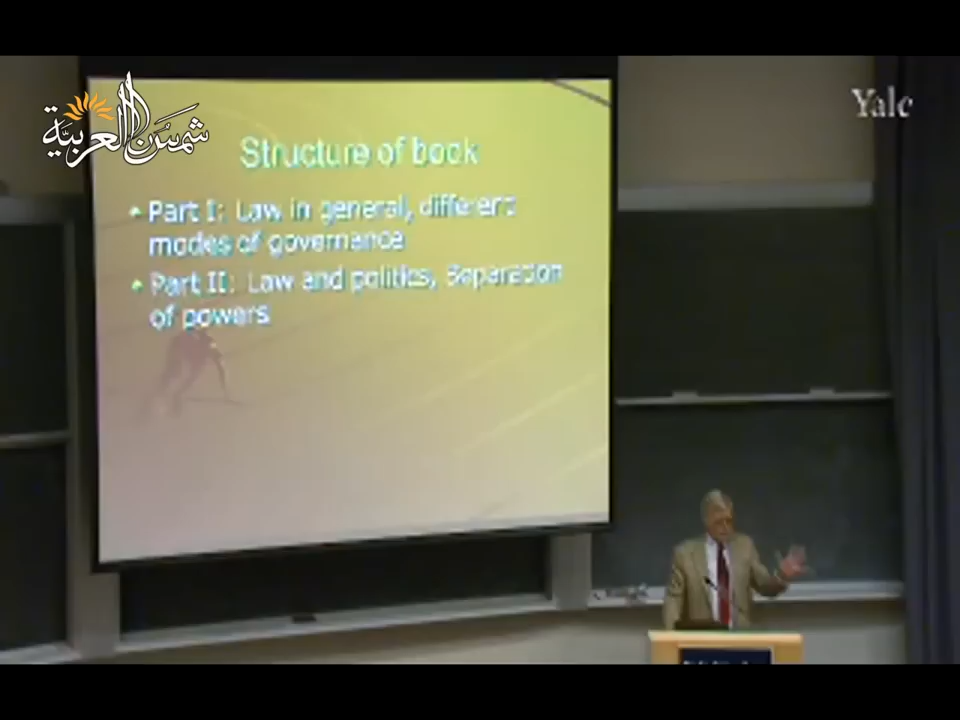 شمس العربية
Yale
Structure of book
Part I: Law in general, different
modes of governance
Part II: Law and politics, Separation
of powers